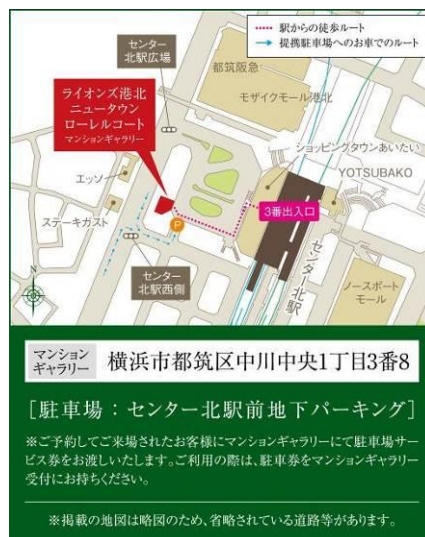 駅からの徒歩ルート
提携駐車場へのお車でのルート
センター
北駅広場
都筑阪急
モザイクモール港北
ライオンズ港北
ニュータウン
ローレルコート
マンションギャラリー
ショッピングタウンあいたい
YOTSUBAKO
エッソ
3番出入口
ステーキガスト
P
センター
北駅西側
センター北駅
ノースポート
モール
N
マンション
ギャラリー
横浜市都筑区中川中央1丁目3番8
[駐車場:センター北駅前地下パーキング]
※ご予約してご来場されたお客様にマンションギャラリーにて駐車場サー
ビス券をお渡しいたします。ご利用の際は、駐車券をマンションギャラリー
受付にお持ちください。
※掲載の地図は略図のため、省略されている道路等があります。